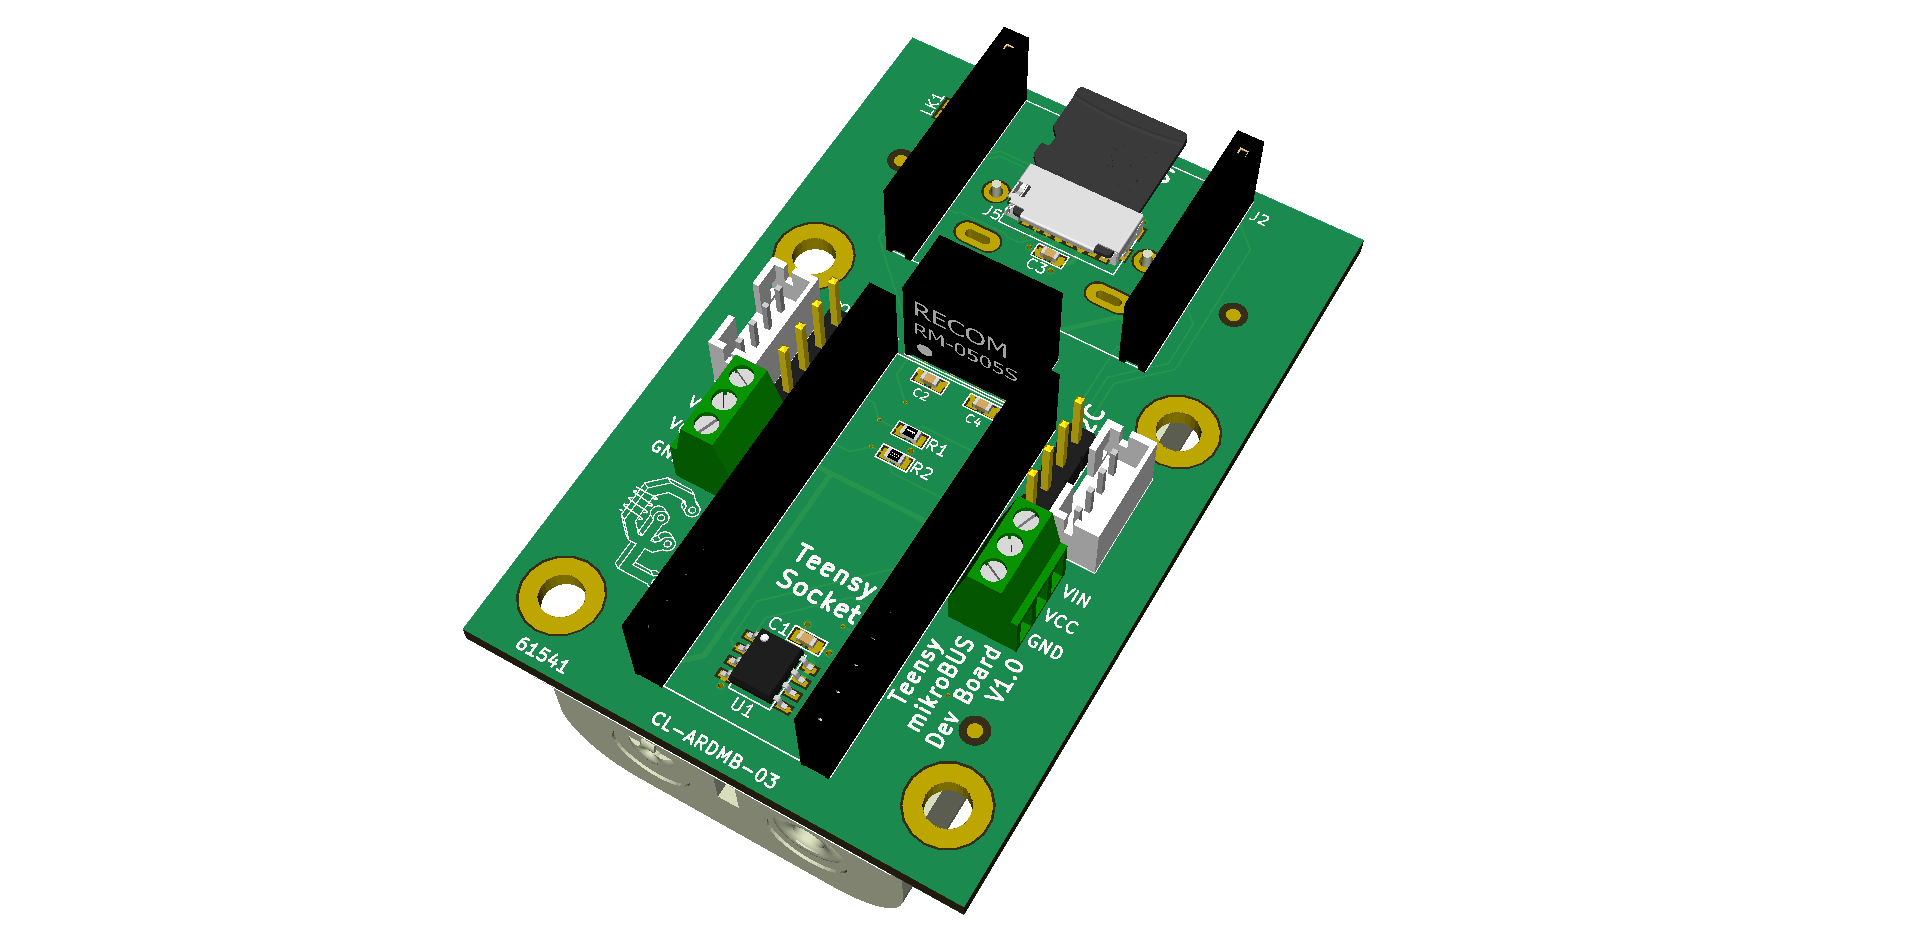 LK1
J5
J2
C3
RECOM
RM-0505S
C2
C4
R1
R2
GN
Teensy
Socket
C1
U1
VIN
VCC
GND
Teensy
mikroBUS
Dev Board
V1.0
61541
CL-ARDMB-03